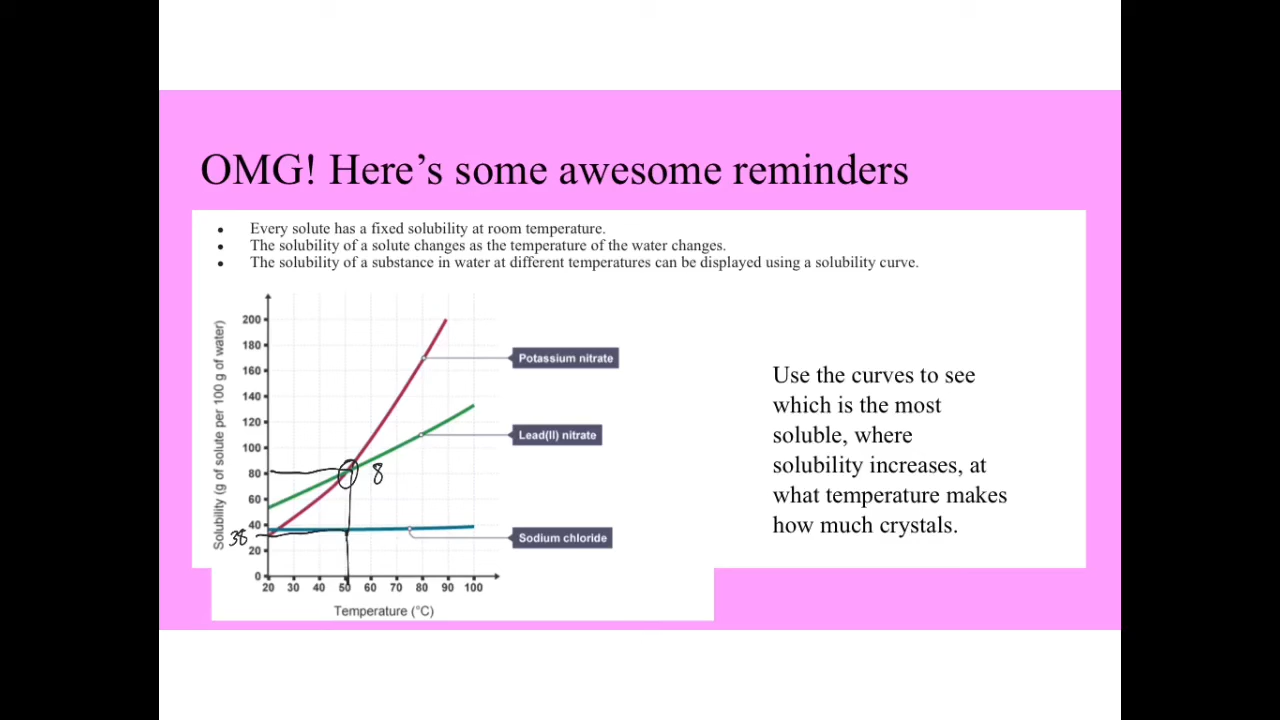 OMG! Here’s some awesome reminders
• Every solute has a fixed solubility at room temperature.
• The solubility of a solute changes as the temperature of the water changes.
• The solubility of a substance in water at different temperatures can be displayed using a solubility curve.
Solubility (g of solute per 100 g of water)
200
180
160
140
120
100
80
60
40
20
0
38
8
20 30 40 50 60 70 80 90 100
Temperature (°C)
Potassium nitrate
Lead(II) nitrate
Sodium chloride
Use the curves to see
which is the most
soluble, where
solubility increases, at
what temperature makes
how much crystals.